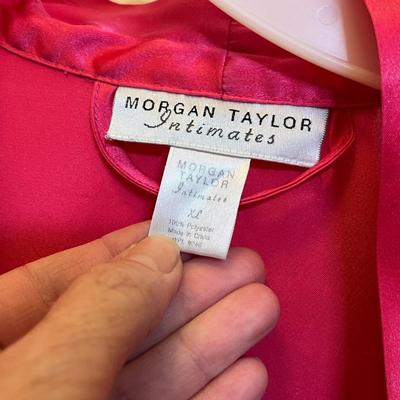 MORGAN TAYLOR
Intimates
MORGAN
TAYLOR
Intimates
XL
100% Polyester
Made in China